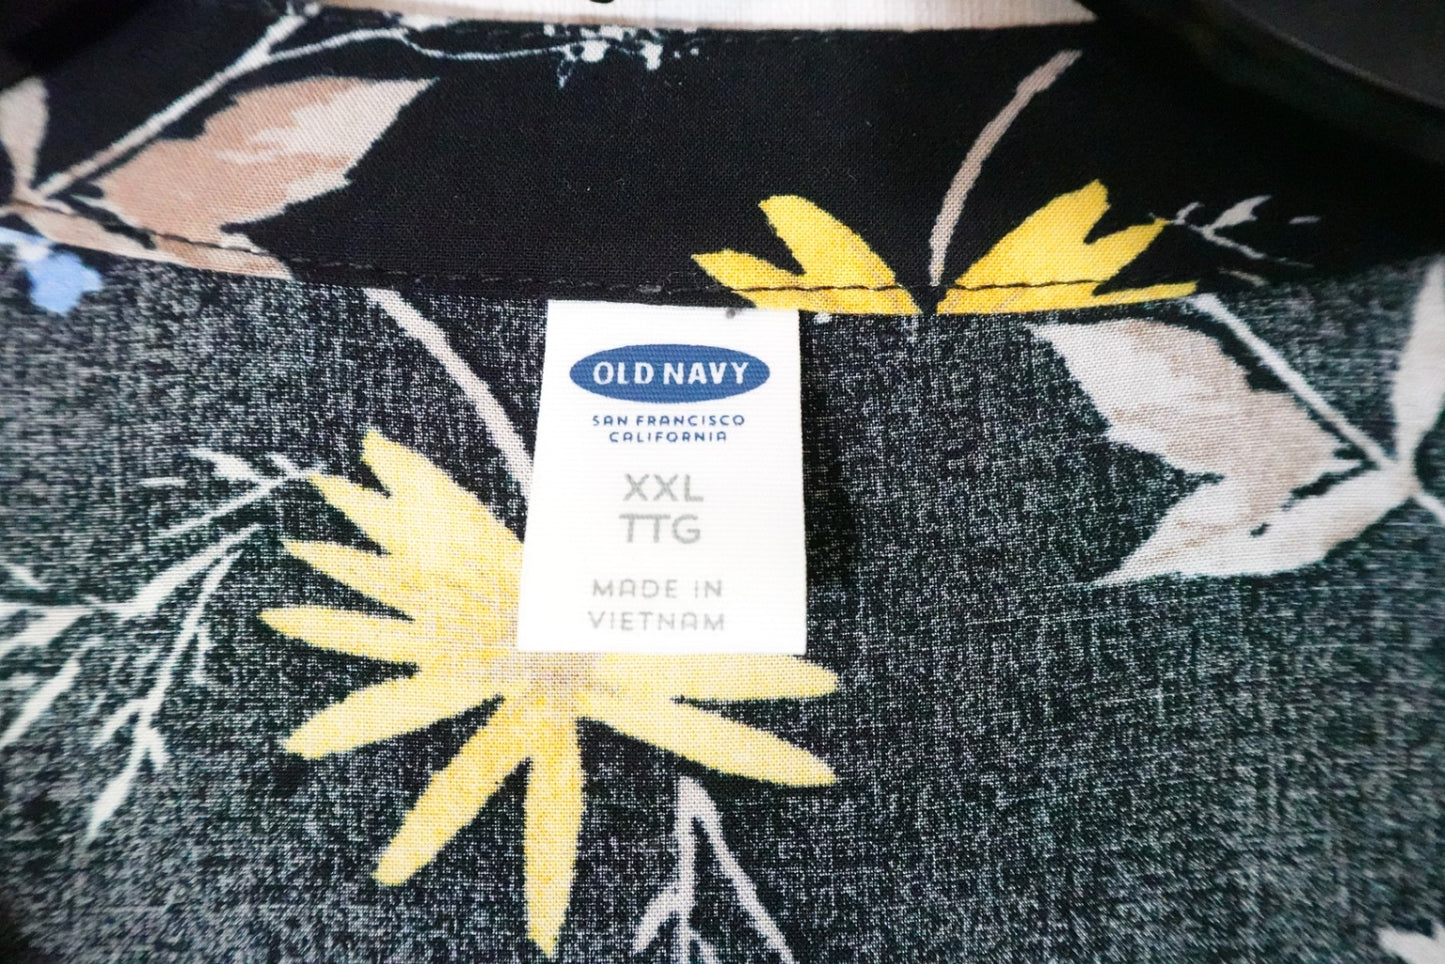 OLD NAVY
SAN FRANCISCO
CALIFORNIA
XXL
TTG
MADE IN
VIETNAM